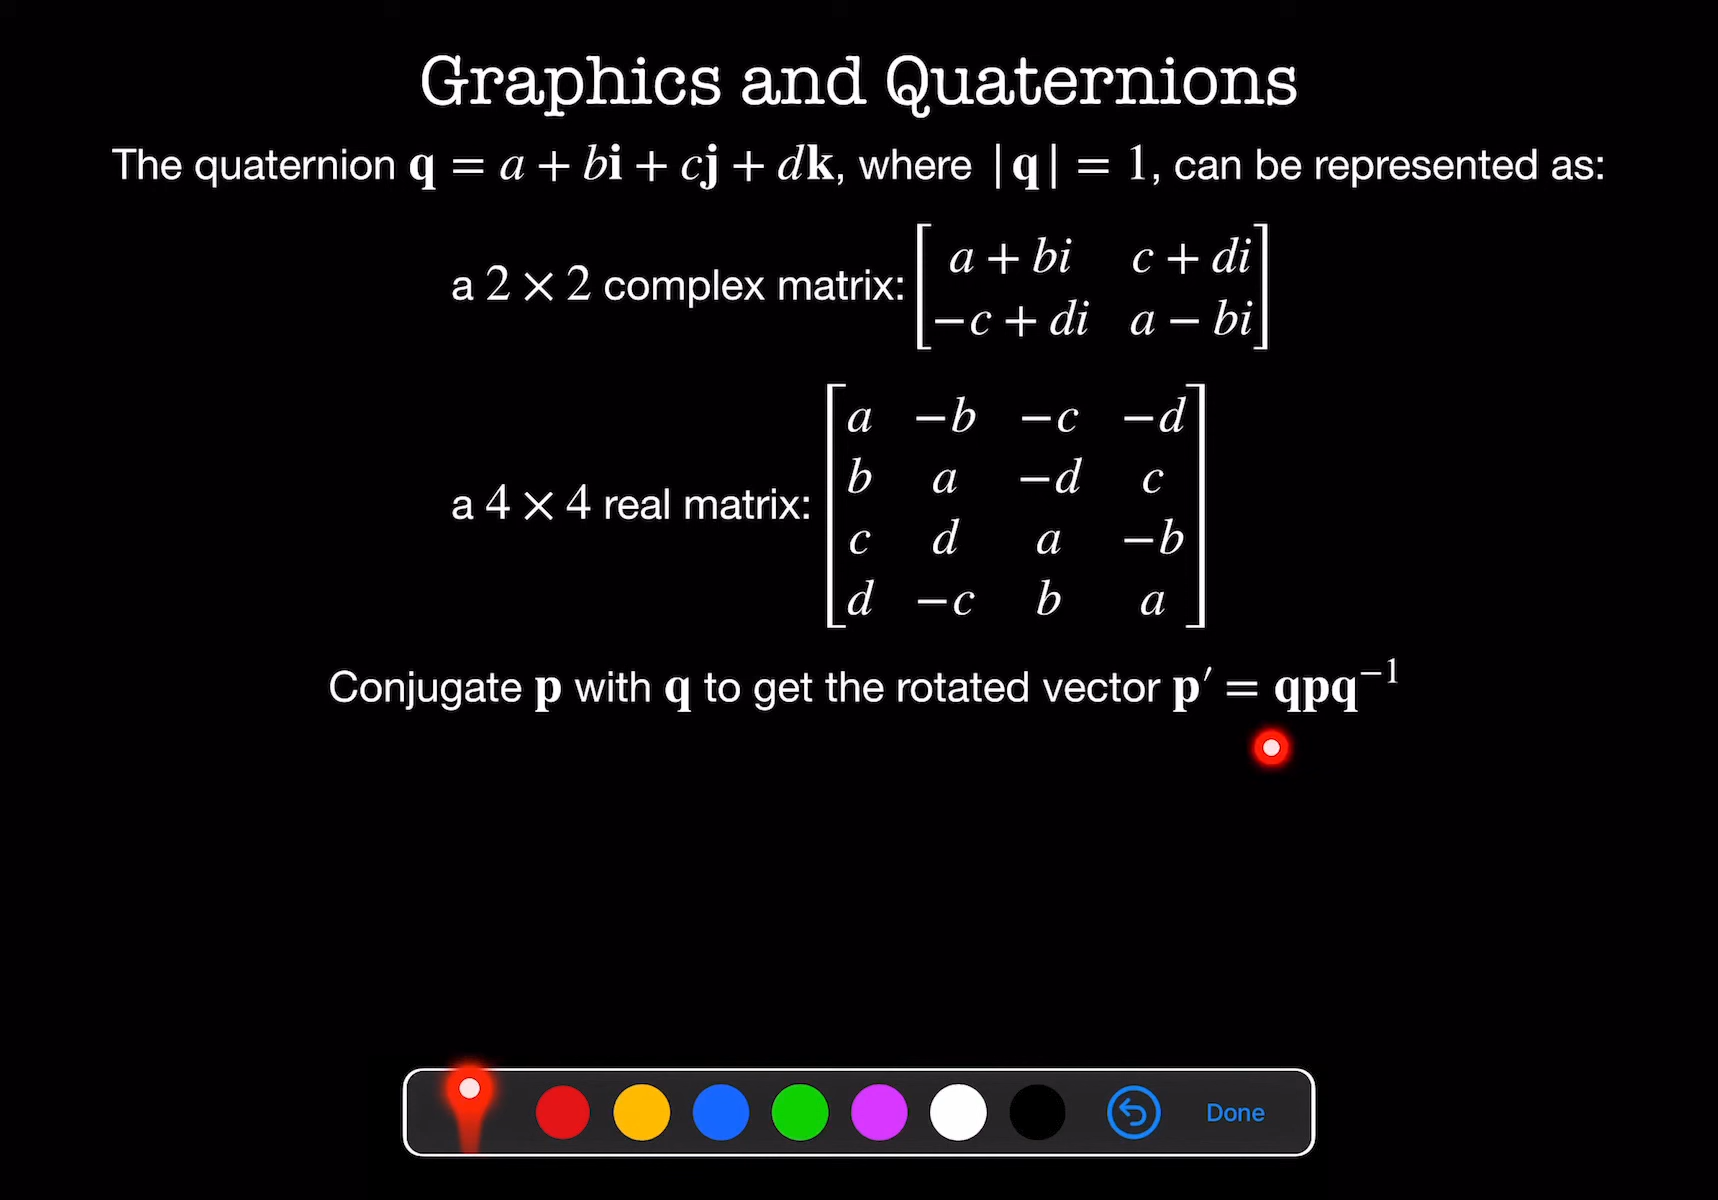 Graphics and Quaternions
The quaternion q = a + bi + cj + dk, where |q| = 1, can be represented as:
a 2 × 2 complex matrix: [a + bi c + di
−c + di a − bi]
a 4 × 4 real matrix: [a −b −c −d
b a −d c
c d a −b
d −c b a]
Conjugate p with q to get the rotated vector p′ = qpq⁻¹
Done